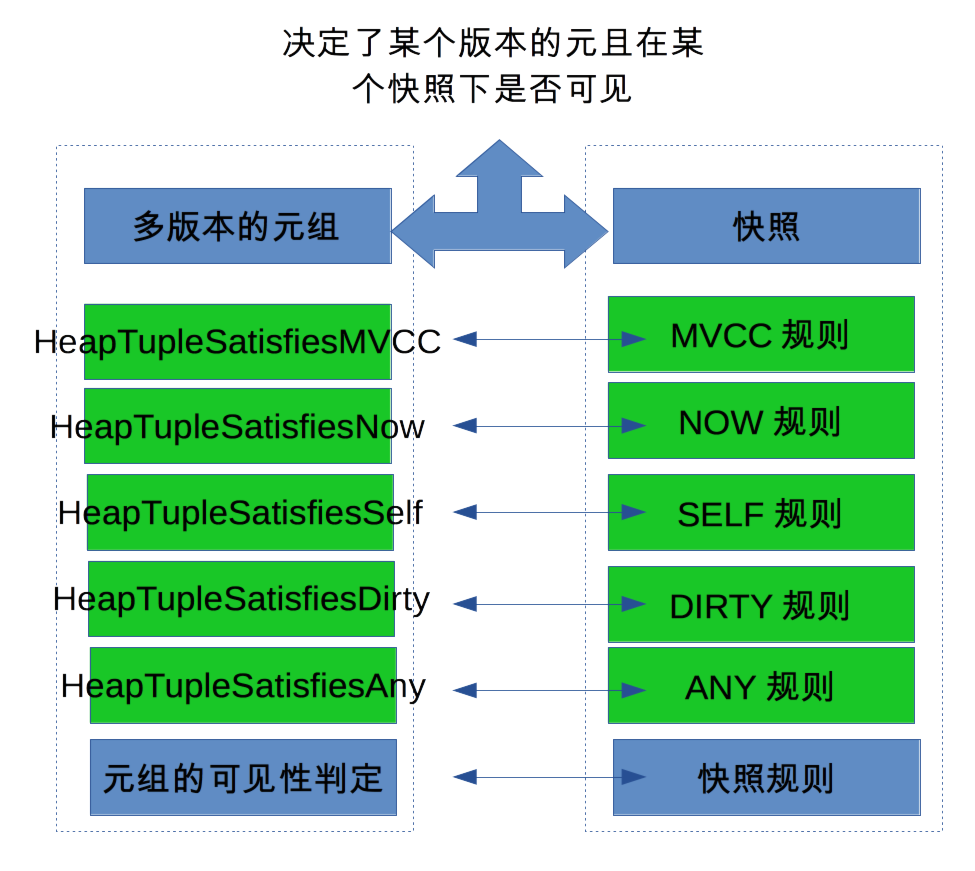 决定了某个版本的元且在某
个快照下是否可见
多版本的元组
快照
HeapTupleSatisfiesMVCC
MVCC 规则
HeapTupleSatisfiesNow
NOW 规则
HeapTupleSatisfiesSelf
SELF 规则
HeapTupleSatisfiesDirty
DIRTY 规则
HeapTupleSatisfiesAny
ANY 规则
元组的可见性判定
快照规则